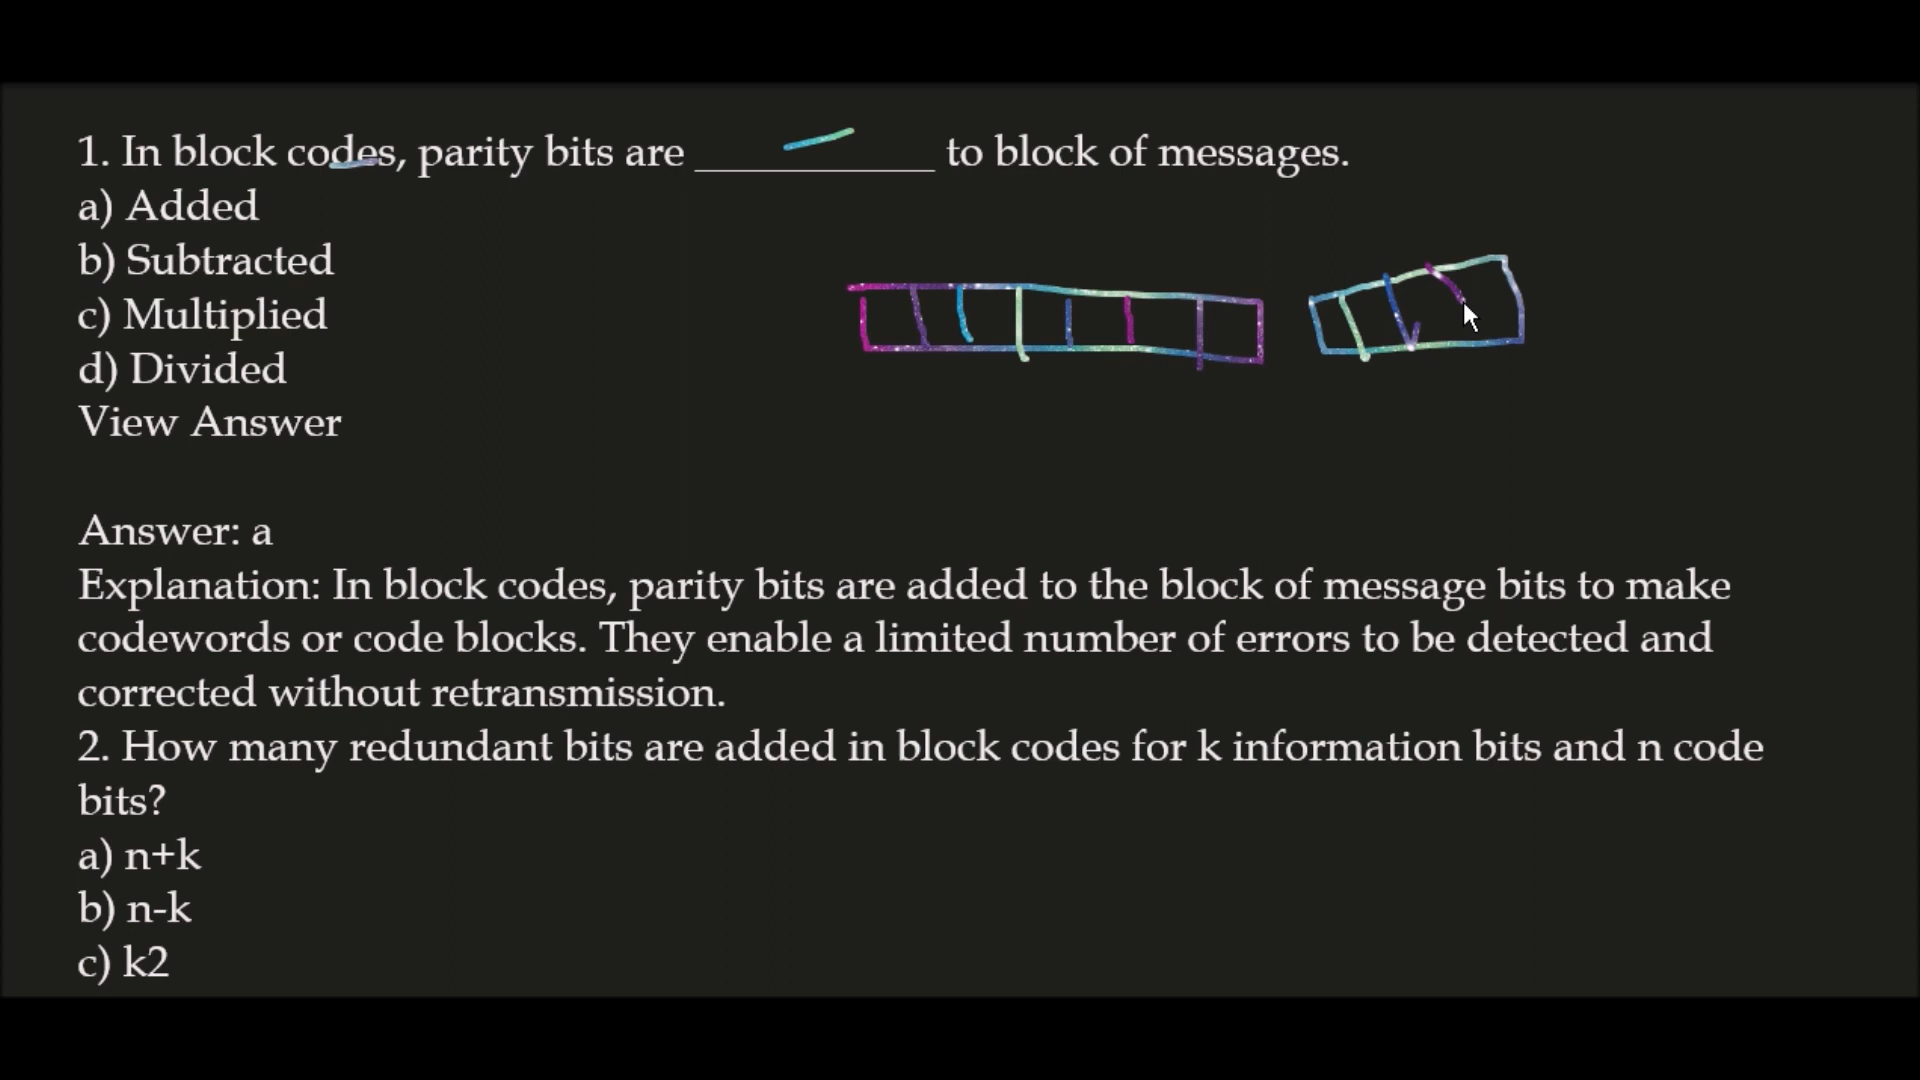 1. In block codes, parity bits are ____________ to block of messages.
a) Added
b) Subtracted
c) Multiplied
d) Divided
View Answer
Answer: a
Explanation: In block codes, parity bits are added to the block of message bits to make
codewords or code blocks. They enable a limited number of errors to be detected and
corrected without retransmission.
2. How many redundant bits are added in block codes for k information bits and n code
bits?
a) n+k
b) n-k
c) k2